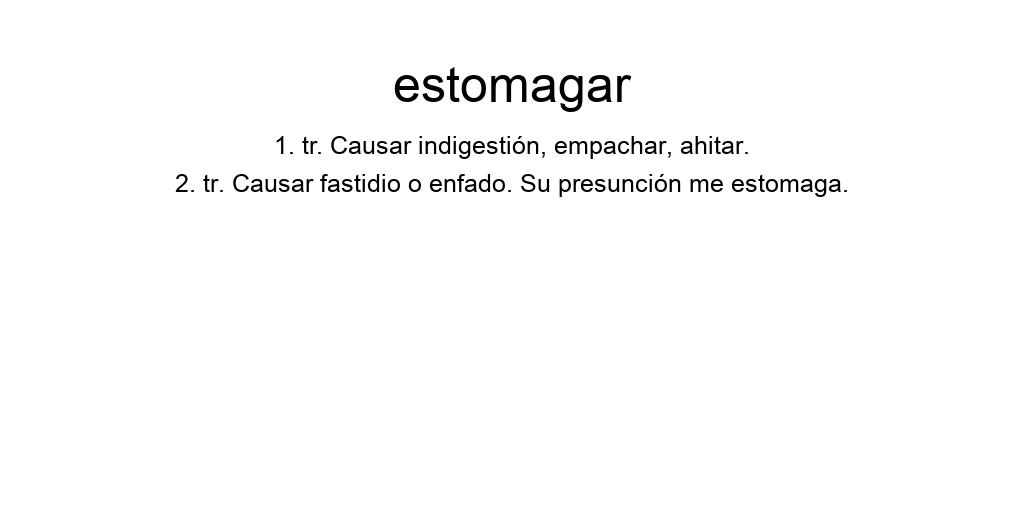 estomagar
1. tr. Causar indigestión, empachar, ahitar.
2. tr. Causar fastidio o enfado. Su presunción me estomaga.